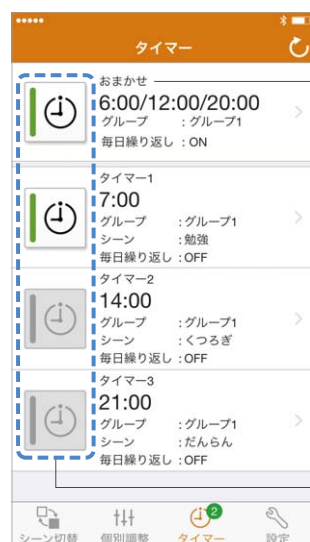 タイマー
おまかせ
6:00/12:00/20:00
グループ :グループ1
毎日繰り返し :ON
タイマー1
7:00
グループ :グループ1
シーン :勉強
毎日繰り返し :OFF
タイマー2
14:00
グループ :グループ1
シーン :くつろぎ
毎日繰り返し :OFF
タイマー3
21:00
グループ :グループ1
シーン :だんらん
毎日繰り返し :OFF
2
シーン切替 個別調整 タイマー 設定